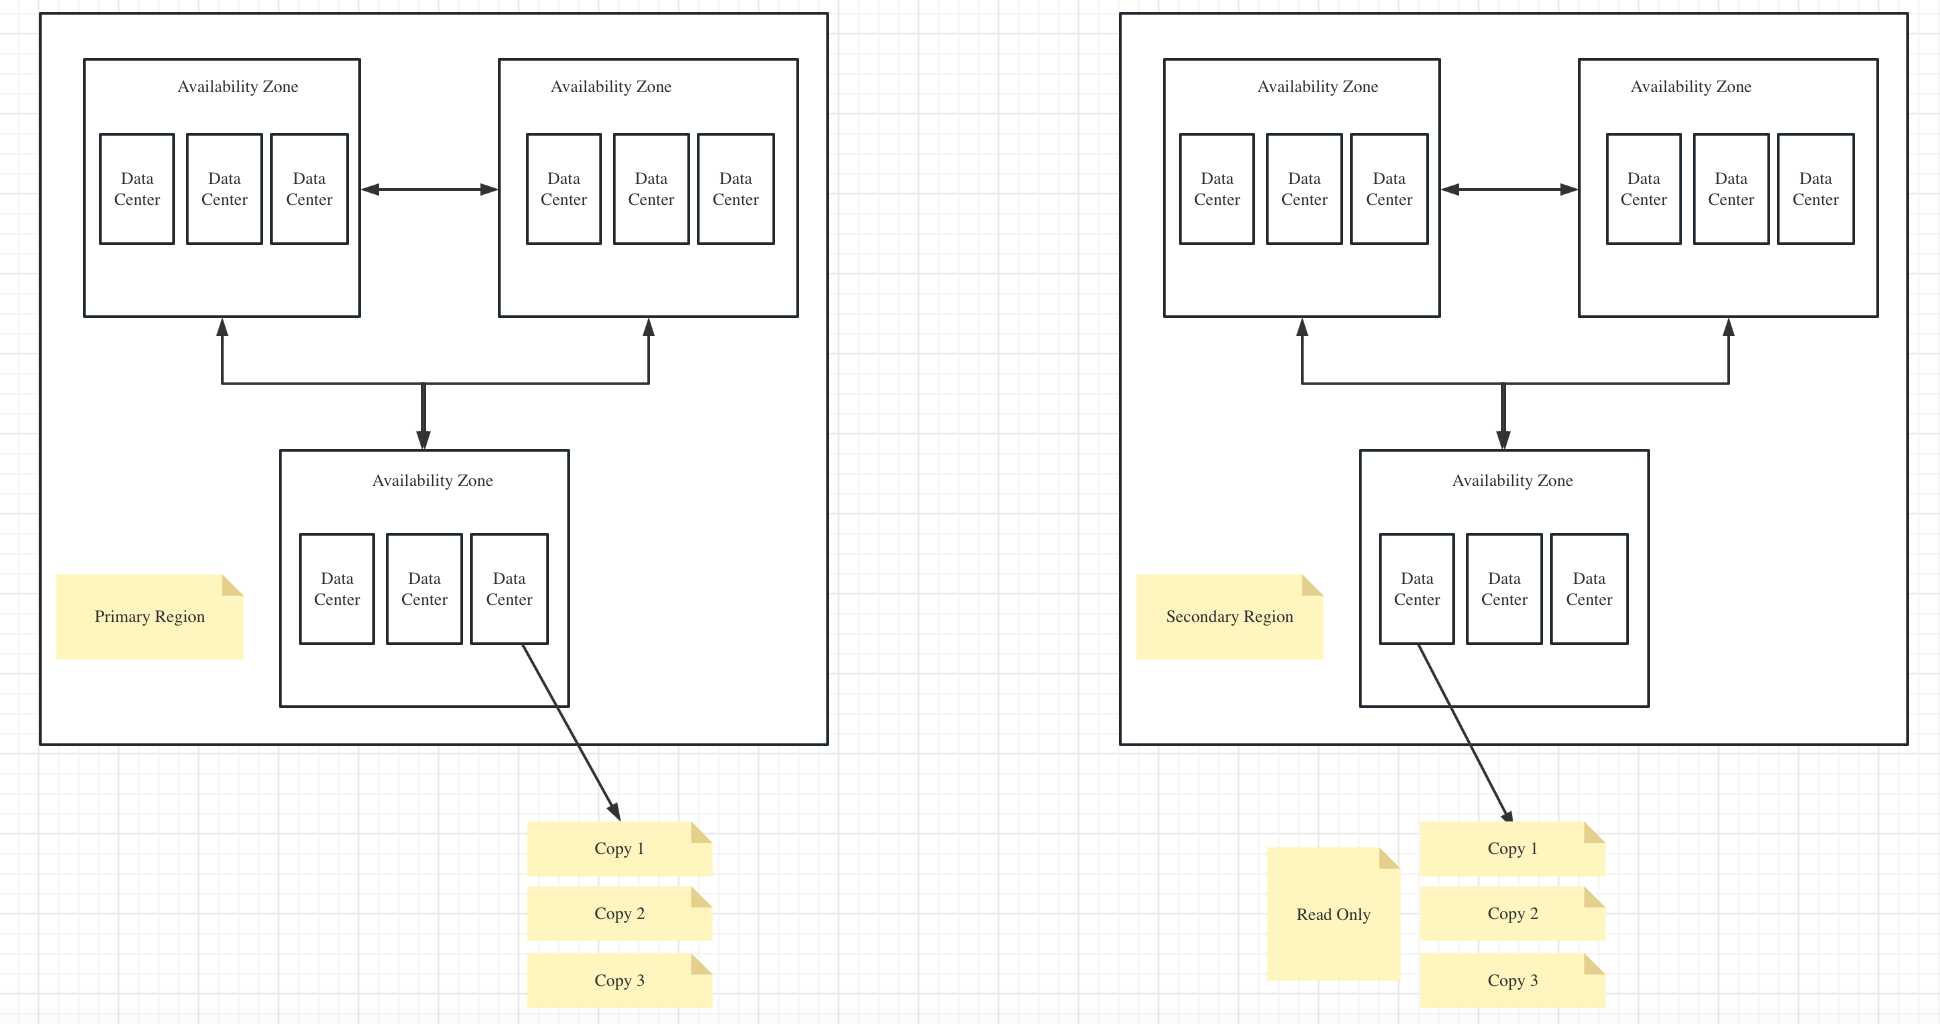 Availability Zone
Data
Center
Data
Center
Data
Center
Availability Zone
Data
Center
Data
Center
Data
Center
Availability Zone
Data
Center
Data
Center
Data
Center
Primary Region
Copy 1
Copy 2
Copy 3
Availability Zone
Data
Center
Data
Center
Data
Center
Availability Zone
Data
Center
Data
Center
Data
Center
Availability Zone
Data
Center
Data
Center
Data
Center
Secondary Region
Read Only
Copy 1
Copy 2
Copy 3